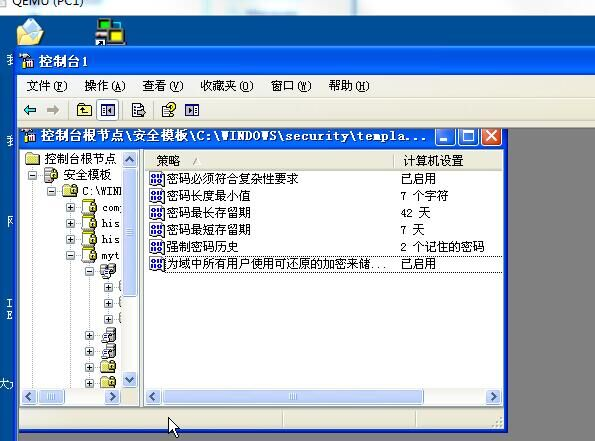 QEMU (PC1)
控制台1
文件(F) 操作(A) 查看(V) 收藏夹(O) 窗口(W) 帮助(H)
控制台根节点\安全模板\C:\WINDOWS\security\templa...
控制台根节点
安全模板
C:\WIN
com
his
his
myt
策略 计算机设置
密码必须符合复杂性要求 已启用
密码长度最小值 7 个字符
密码最长存留期 42 天
密码最短存留期 7 天
强制密码历史 2 个记住的密码
为域中所有用户使用可还原的加密来储... 已启用